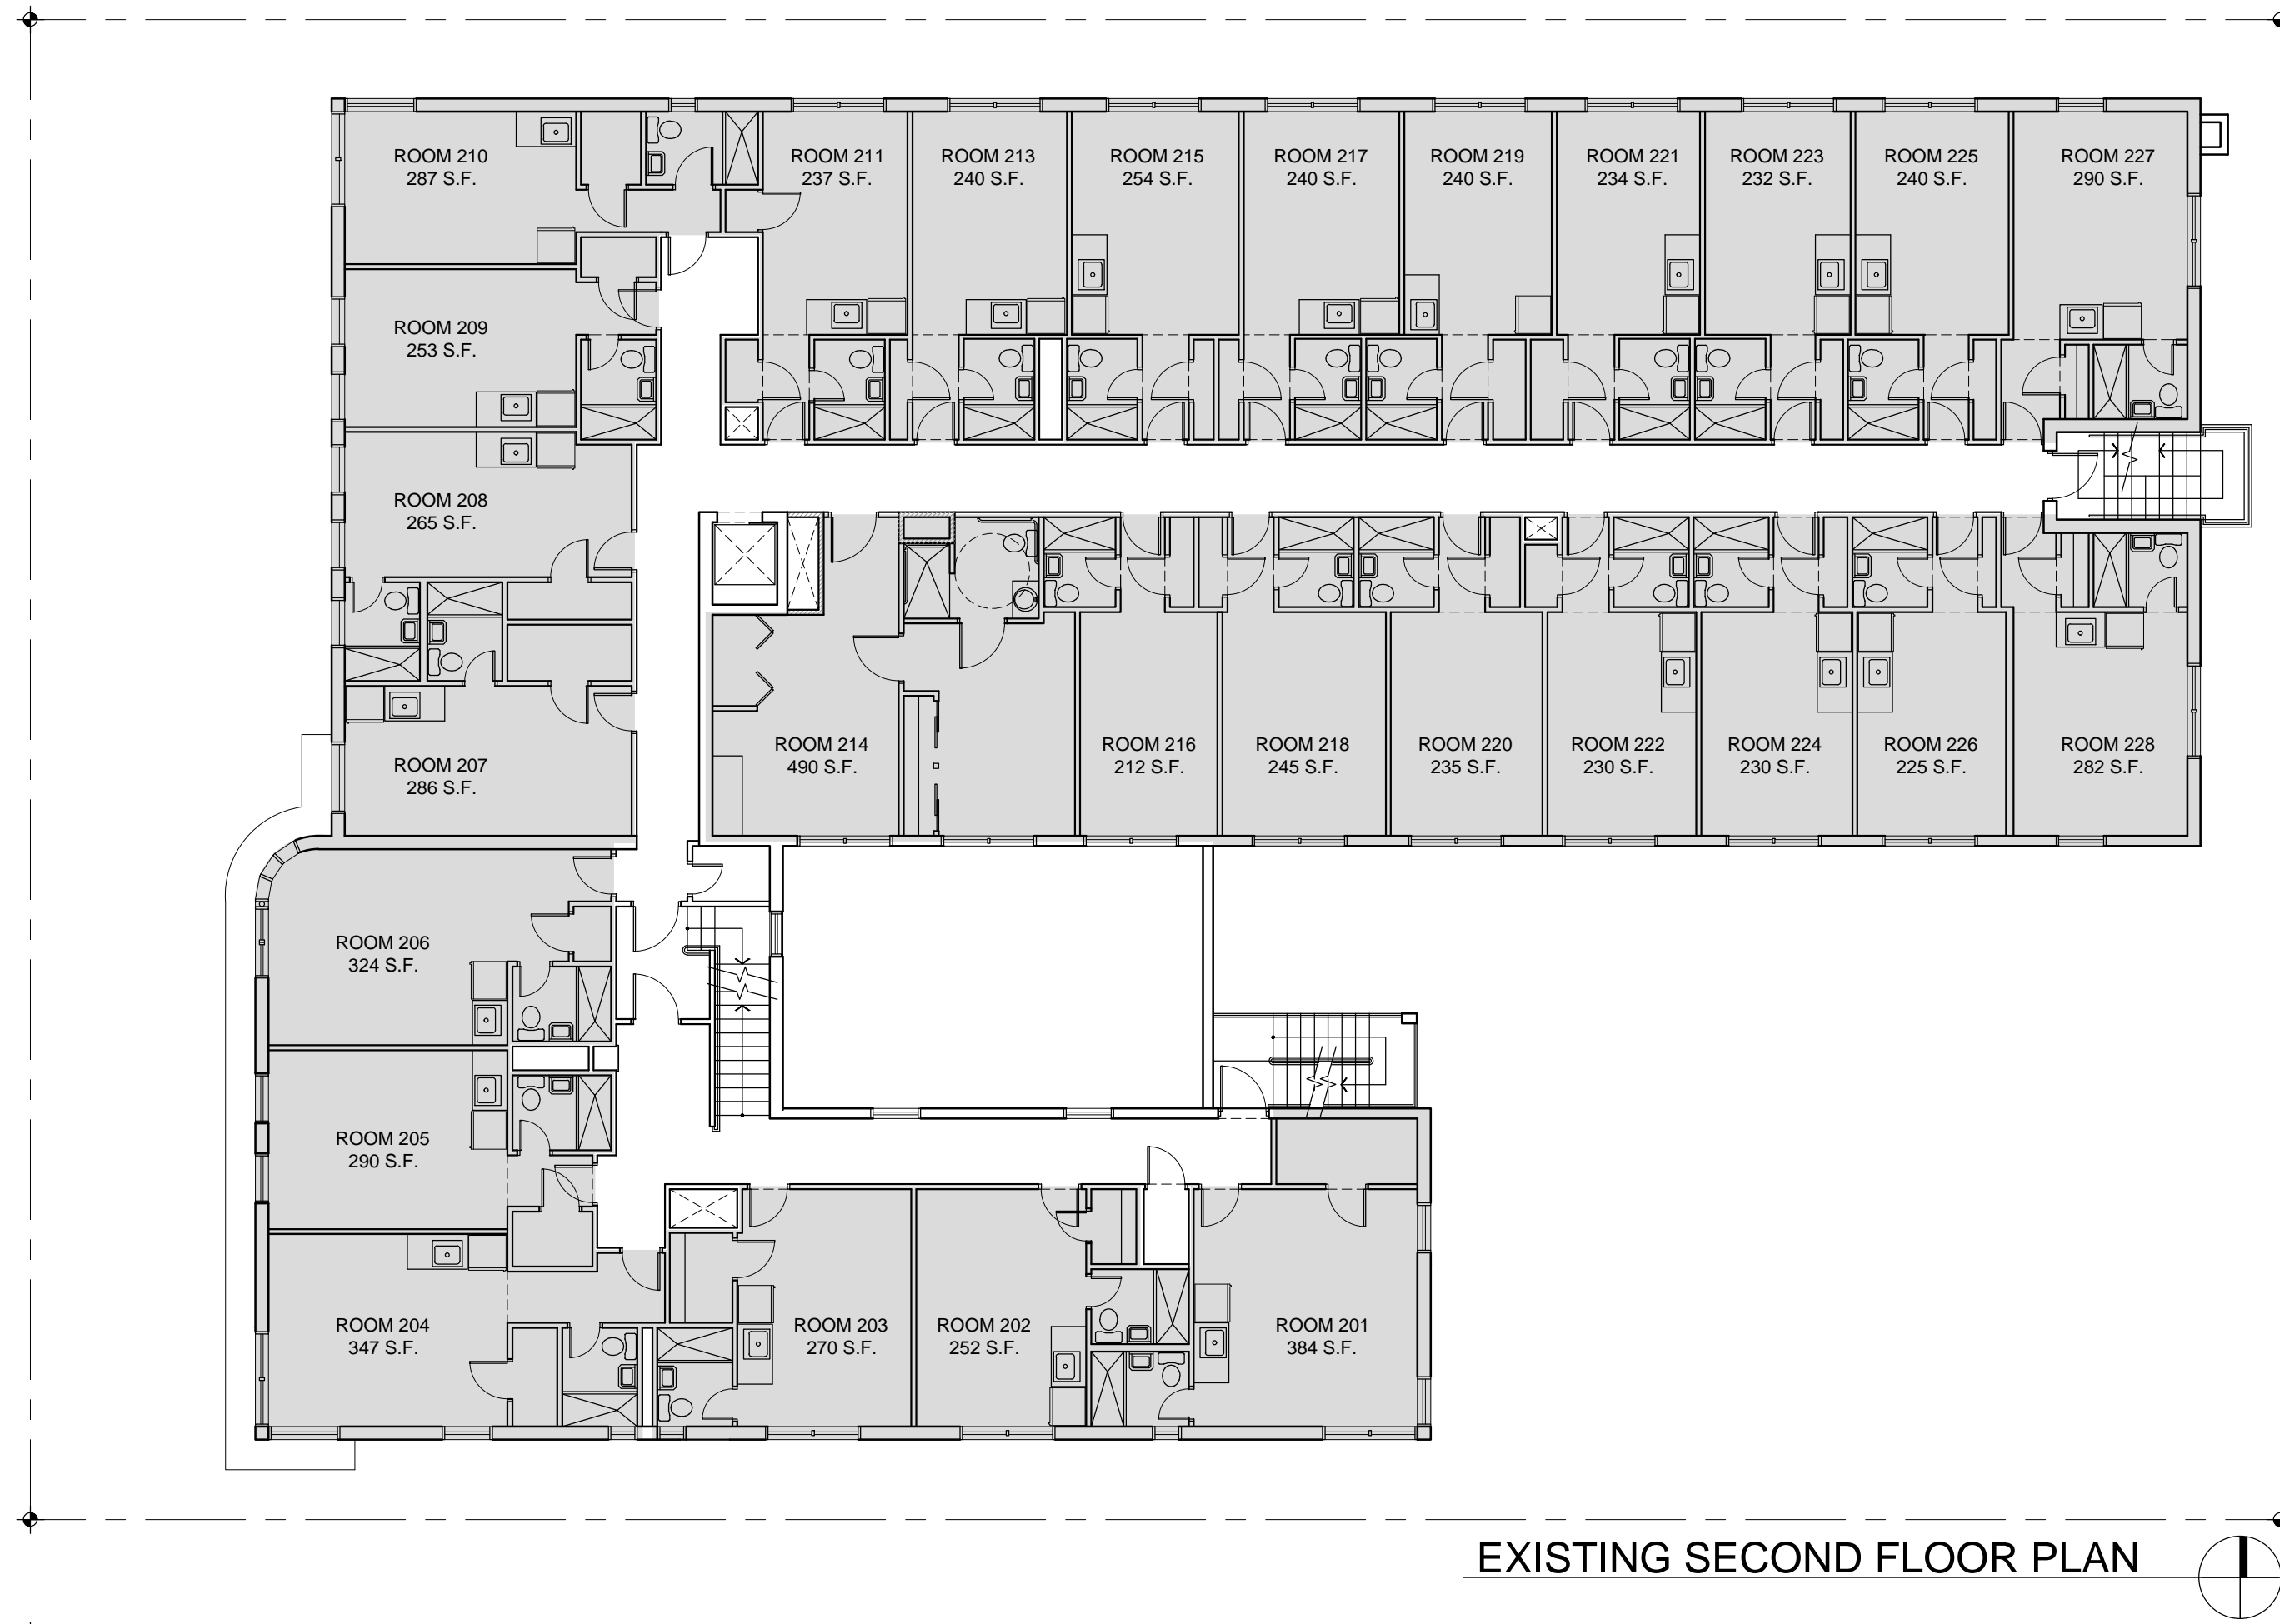 ROOM 210
287 S.F.
ROOM 211
237 S.F.
ROOM 213
240 S.F.
ROOM 215
254 S.F.
ROOM 217
240 S.F.
ROOM 219
240 S.F.
ROOM 221
234 S.F.
ROOM 223
232 S.F.
ROOM 225
240 S.F.
ROOM 227
290 S.F.
ROOM 209
253 S.F.
ROOM 208
265 S.F.
ROOM 207
286 S.F.
ROOM 214
490 S.F.
ROOM 216
212 S.F.
ROOM 218
245 S.F.
ROOM 220
235 S.F.
ROOM 222
230 S.F.
ROOM 224
230 S.F.
ROOM 226
225 S.F.
ROOM 228
282 S.F.
ROOM 206
324 S.F.
ROOM 205
290 S.F.
ROOM 204
347 S.F.
ROOM 203
270 S.F.
ROOM 202
252 S.F.
ROOM 201
384 S.F.
EXISTING SECOND FLOOR PLAN